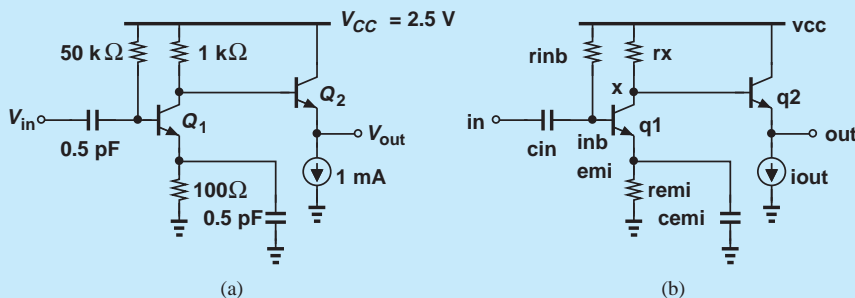 V_CC = 2.5 V
50 kΩ
1 kΩ
Q_2
Q_1
V_in
V_out
0.5 pF
100Ω
1 mA
0.5 pF
(a)
vcc
rinb
rx
x
q2
in
q1
out
cin
inb
emi
remi
iout
cemi
(b)